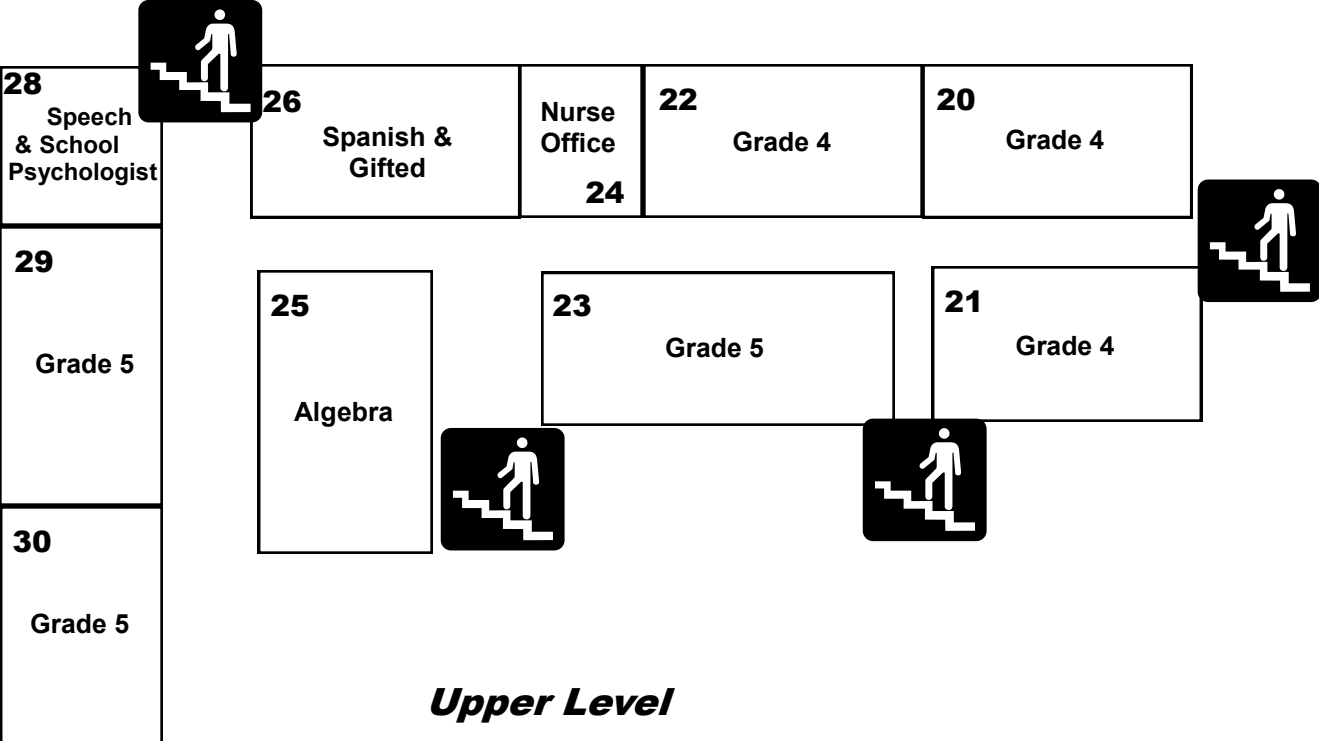 28
Speech
& School
Psychologist
26
Spanish &
Gifted
Nurse
Office
24
22
Grade 4
20
Grade 4
29
Grade 5
25
Algebra
23
Grade 5
21
Grade 4
30
Grade 5
Upper Level